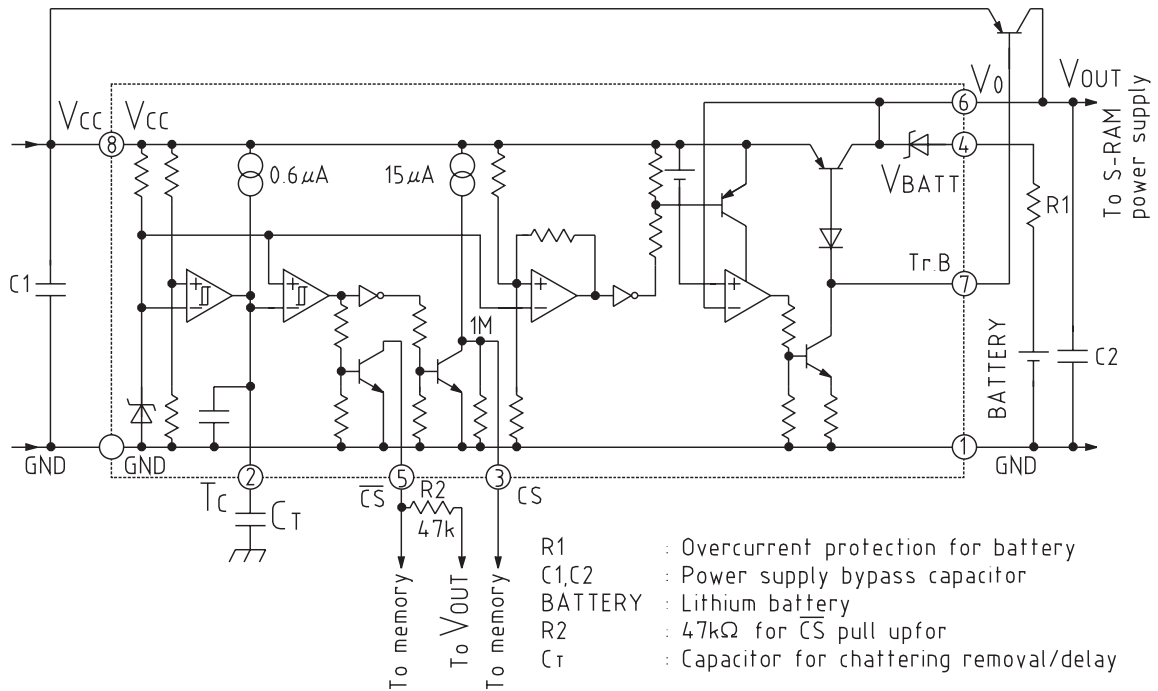 VCC
VCC
8
0.6μA
15μA
VO
6
VOUT
4
VBATT
To S-RAM
power supply
R1
C1
+
−
+
−
+
−
+
−
1M
Tr.B
7
BATTERY
C2
GND
GND
1
GND
2
TC
CT
5
CS
R2
47k
3
CS
To memory
To VOUT
To memory
R1 : Overcurrent protection for battery
C1,C2 : Power supply bypass capacitor
BATTERY : Lithium battery
R2 : 47kΩ for CS pull upfor
CT : Capacitor for chattering removal/delay